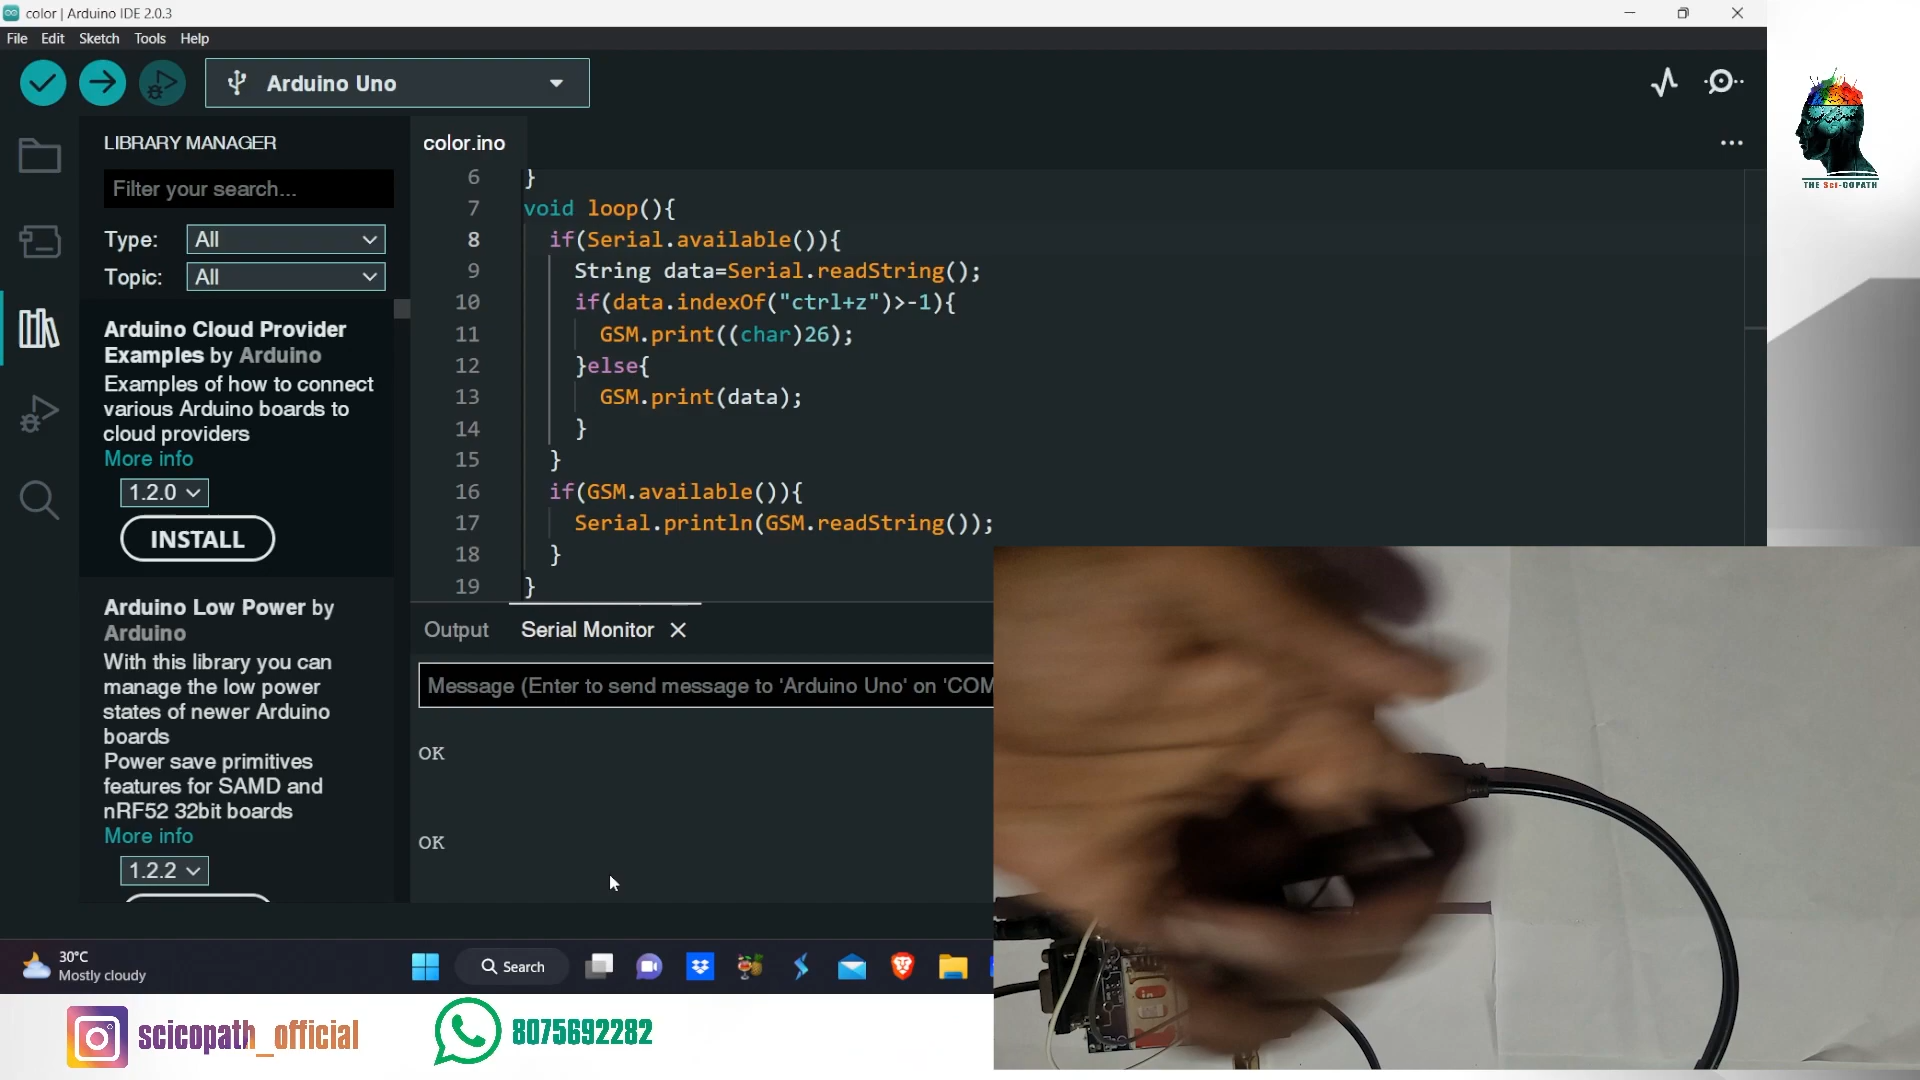 color | Arduino IDE 2.0.3
File Edit Sketch Tools Help
Arduino Uno
LIBRARY MANAGER
Filter your search...
Type: All
Topic: All
Arduino Cloud Provider
Examples by Arduino
Examples of how to connect
various Arduino boards to
cloud providers
More info
1.2.0
INSTALL
Arduino Low Power by
Arduino
With this library you can
manage the low power
states of newer Arduino
boards
Power save primitives
features for SAMD and
nRF52 32bit boards
More info
1.2.2
color.ino
6 }
7 void loop(){
8 if(Serial.available()){
9 String data=Serial.readString();
10 if(data.indexOf("ctrl+z")>-1){
11 GSM.print((char)26);
12 }else{
13 GSM.print(data);
14 }
15 }
16 if(GSM.available()){
17 Serial.println(GSM.readString());
18 }
19 }
Output Serial Monitor
Message (Enter to send message to 'Arduino Uno' on 'COM
OK
OK
THE Sci-COPATH
30°C
Mostly cloudy
Search
scicopath_official
8075692282